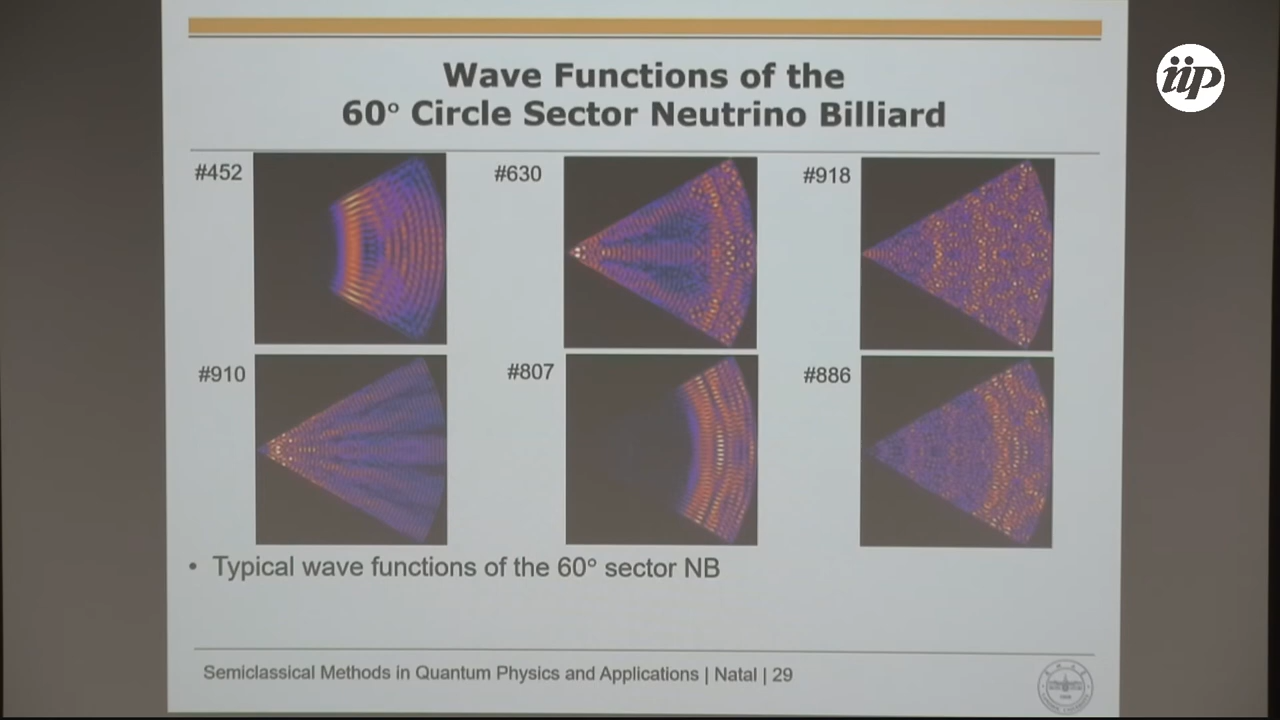 iip
Wave Functions of the
60° Circle Sector Neutrino Billiard
#452
#630
#918
#910
#807
#886
• Typical wave functions of the 60° sector NB
Semiclassical Methods in Quantum Physics and Applications | Natal | 29